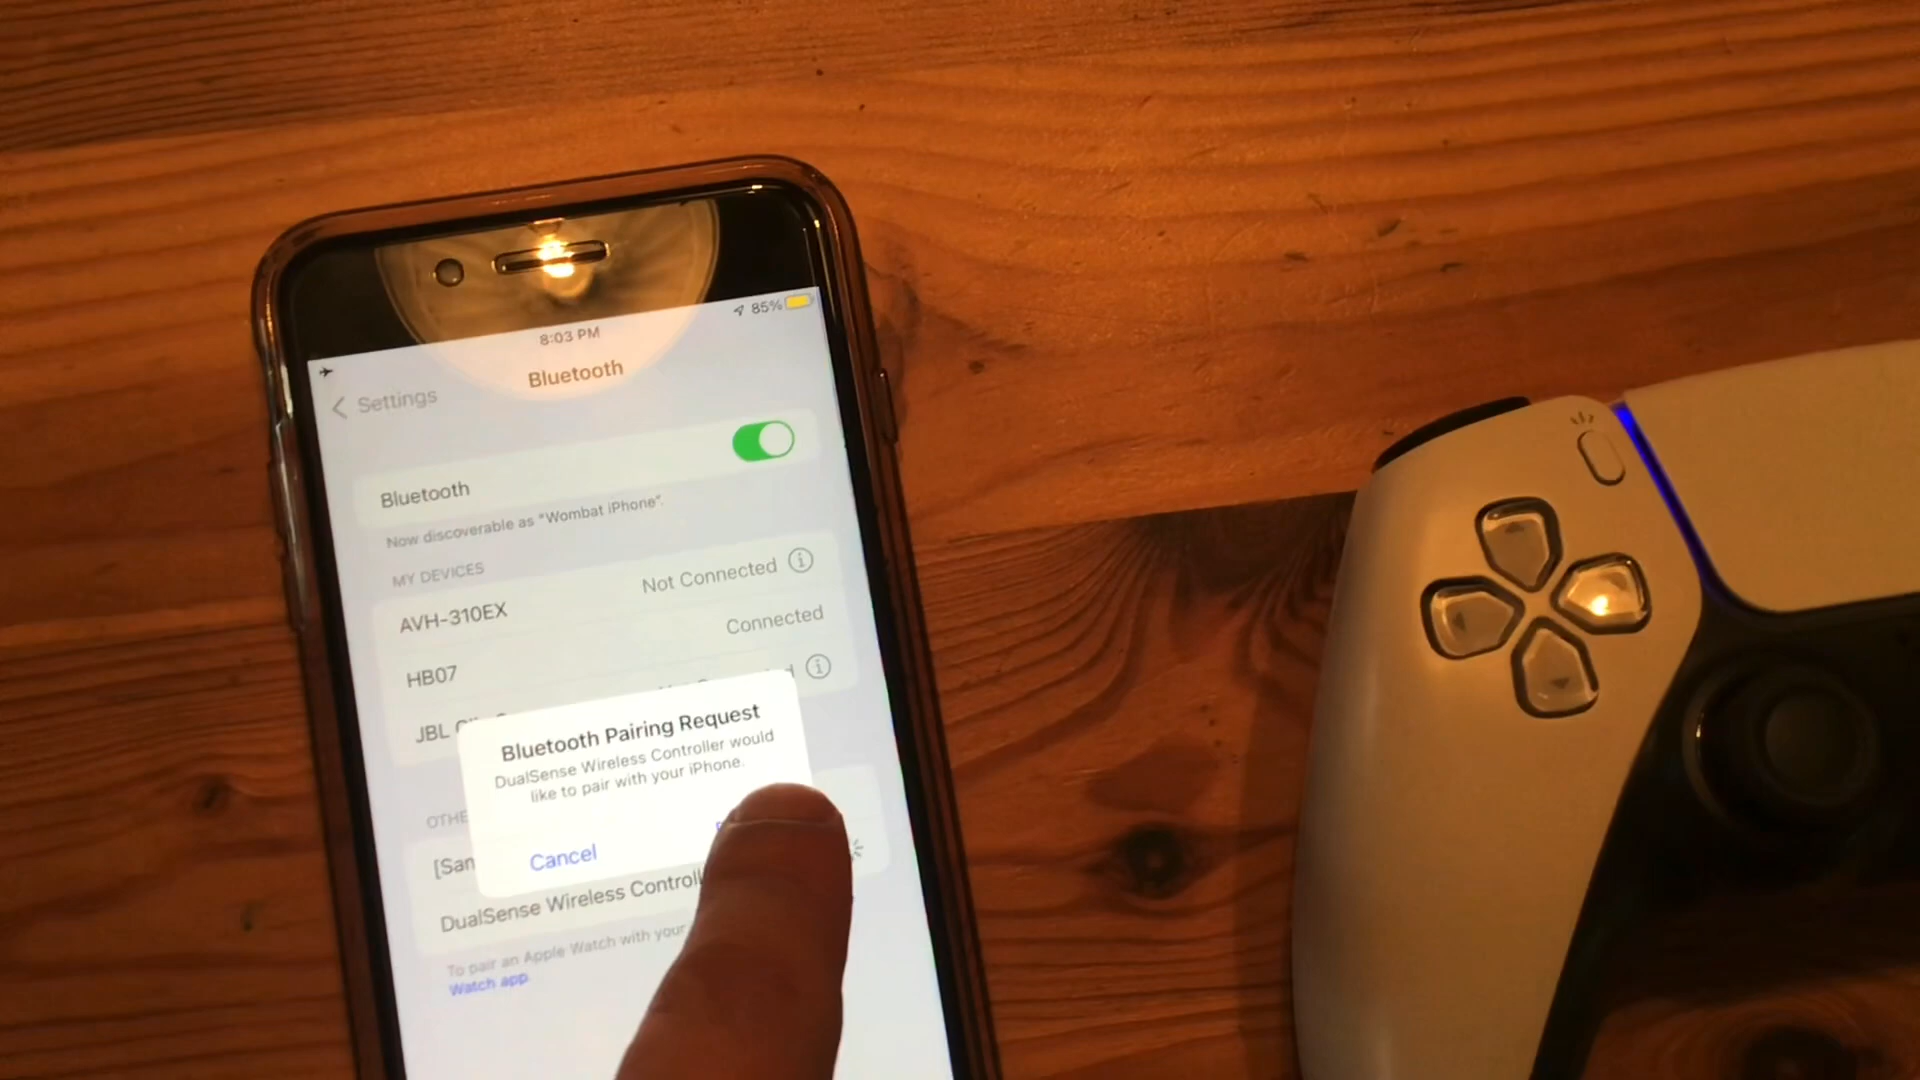 85%
8:03 PM
Settings
Bluetooth
Bluetooth
Now discoverable as “Wombat iPhone”.
MY DEVICES
AVH-310EX Not Connected
HB07 Connected
JBL
Bluetooth Pairing Request
DualSense Wireless Controller would
like to pair with your iPhone.
Cancel
DualSense Wireless
To pair an Apple Watch with your
Watch app.